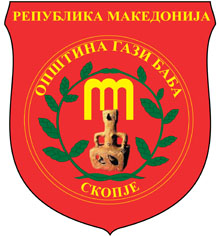 РЕПУБЛИКА МАКЕДОНИЈА
ОПШТИНА ГАЗИ БАБА
СКОПЈЕ